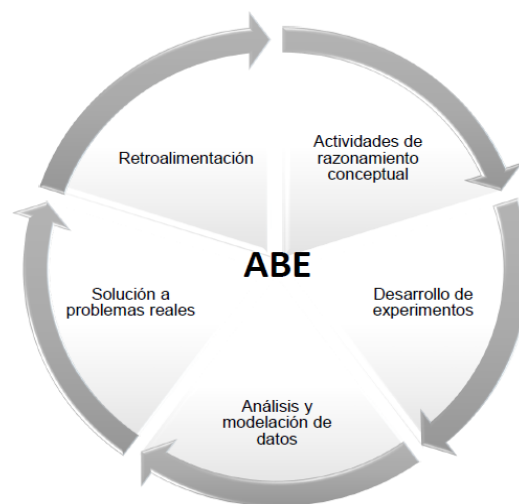 Retroalimentación
Actividades de
razonamiento
conceptual
ABE
Solución a
problemas reales
Desarrollo de
experimentos
Análisis y
modelación de
datos